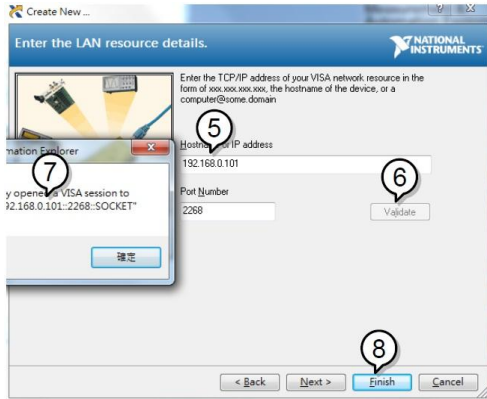 Create New ...
Enter the LAN resource details.
NATIONAL
INSTRUMENTS
Enter the TCP/IP address of your VISA network resource in the
form of xxx.xxx.xxx.xxx, the hostname of the device, or a
computer@some.domain
5
IP address
192.168.0.101
6
Port Number
2268
Validate
Explorer
7
VISA session to
92.168.0.101::2268::SOCKET"
確定
8
< Back
Next >
Finish
Cancel